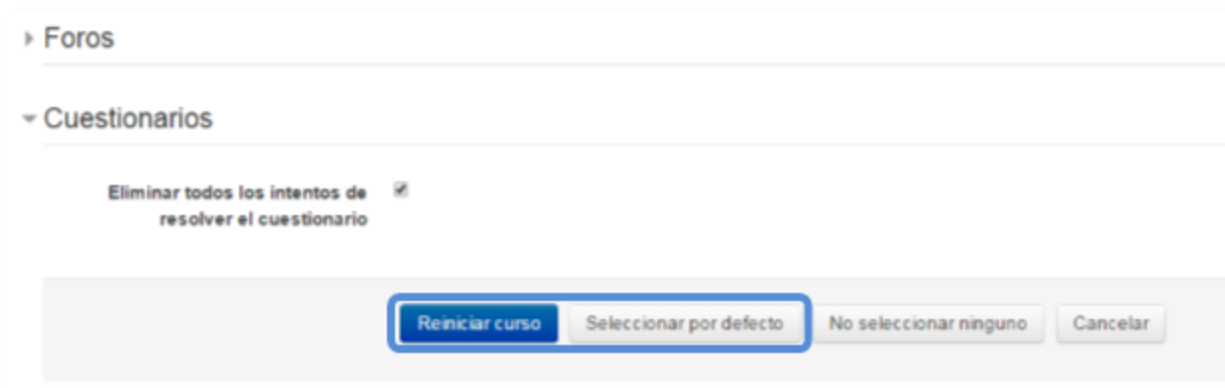 Foros
Cuestionarios
Eliminar todos los intentos de
resolver el cuestionario
Reiniciar curso Seleccionar por defecto No seleccionar ninguno Cancelar